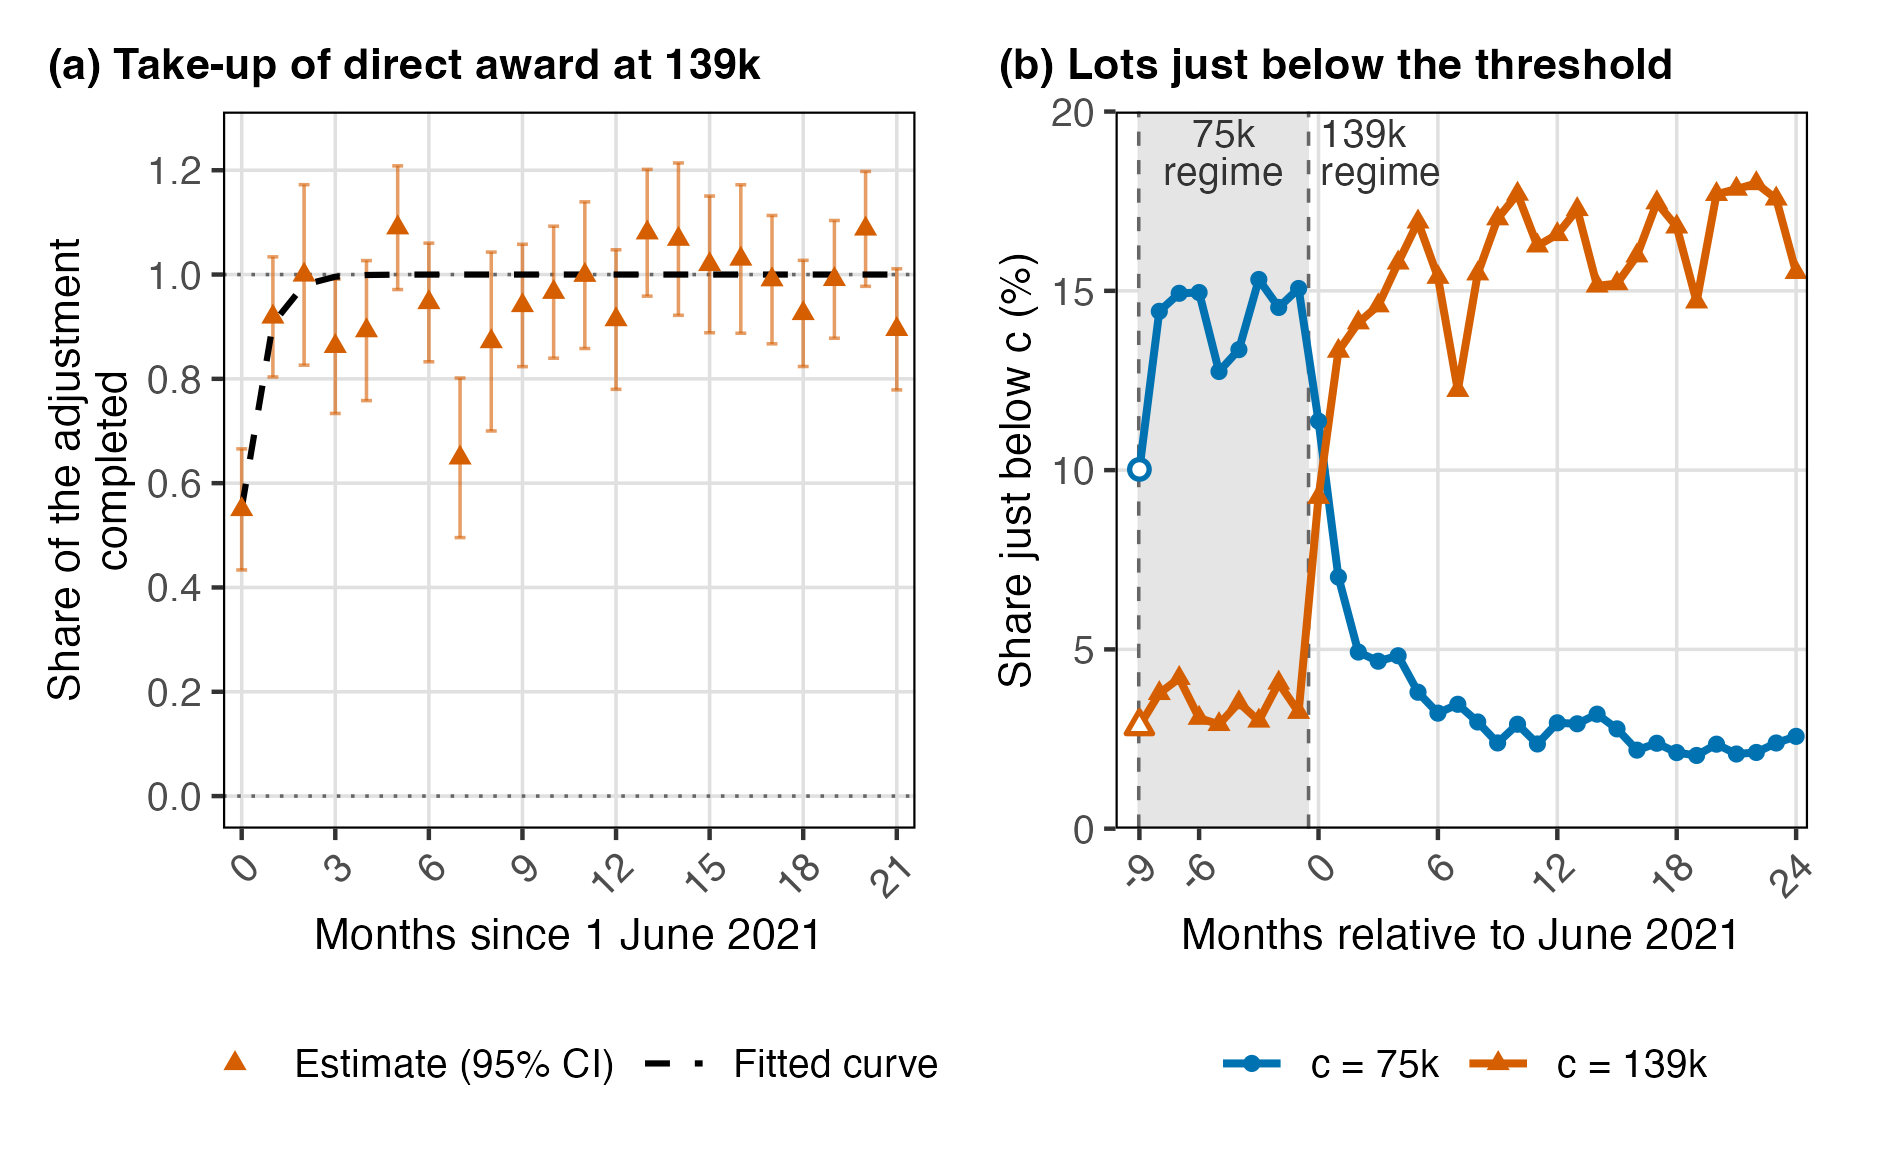 (a) Take-up of direct award at 139k
Share of the adjustment
completed
1.2
1.0
0.8
0.6
0.4
0.2
0.0
0
3
6
9
12
15
18
21
Months since 1 June 2021
Estimate (95% CI)
Fitted curve
(b) Lots just below the threshold
Share just below c (%)
20
15
10
5
0
75k
regime
139k
regime
-9
-6
0
6
12
18
24
Months relative to June 2021
c = 75k
c = 139k